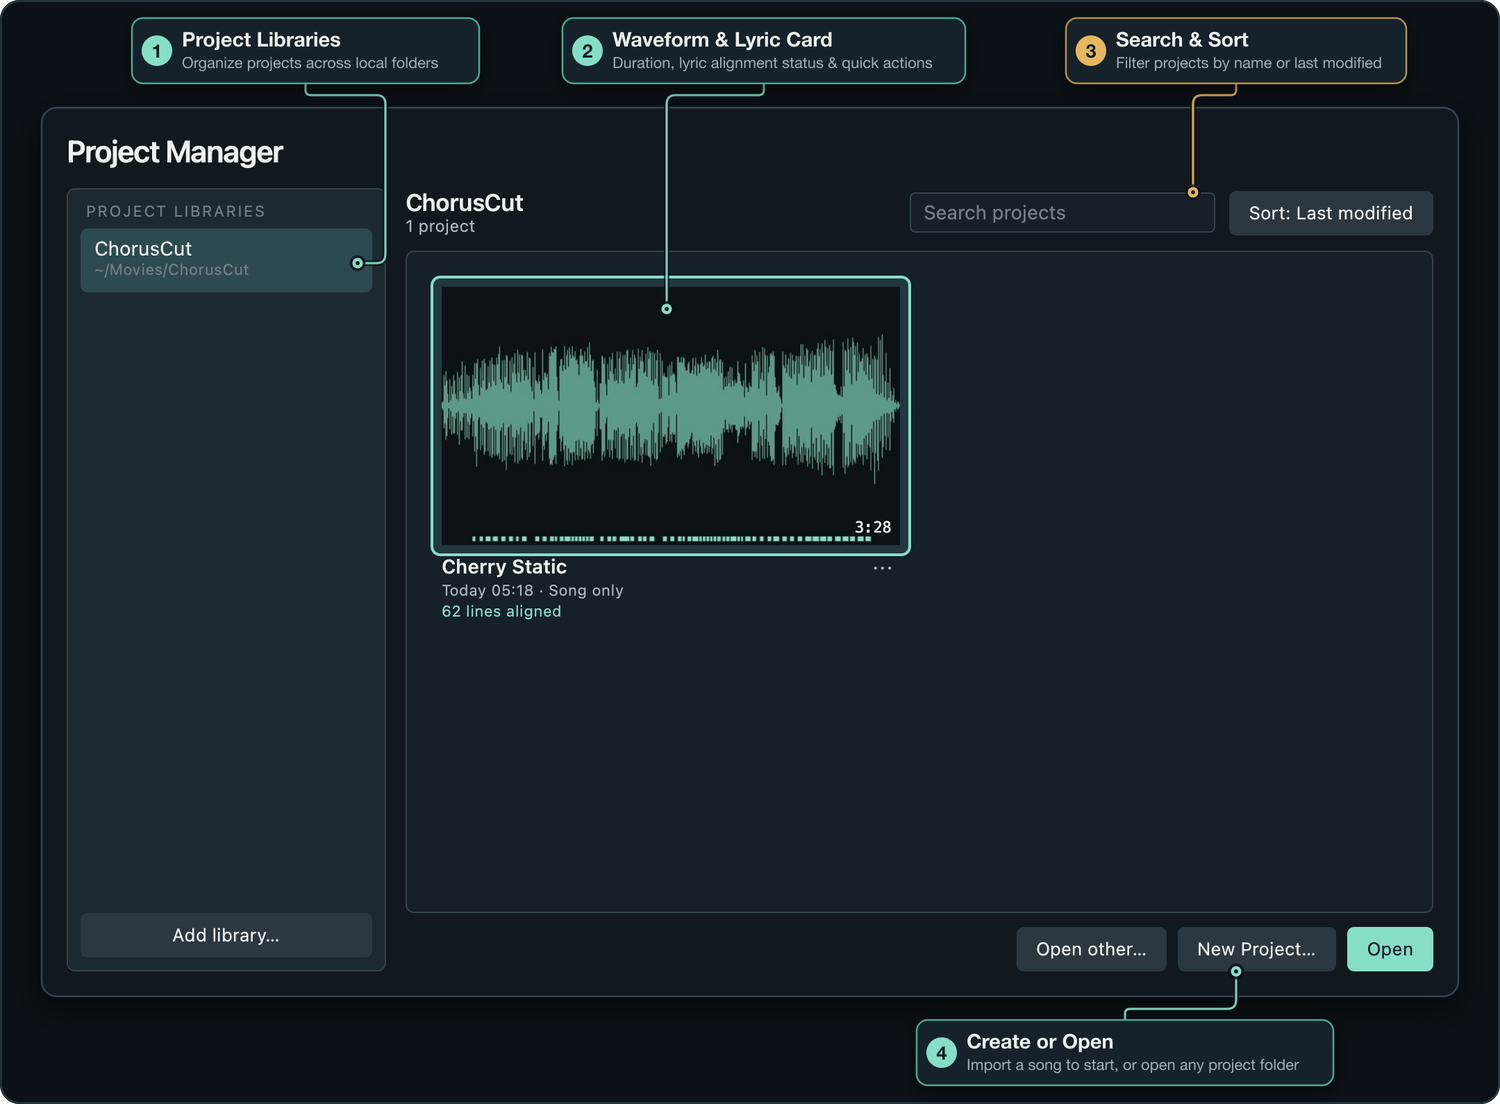 1
Project Libraries
Organize projects across local folders
2
Waveform & Lyric Card
Duration, lyric alignment status & quick actions
3
Search & Sort
Filter projects by name or last modified
Project Manager
PROJECT LIBRARIES
ChorusCut
~/Movies/ChorusCut
Add library...
ChorusCut
1 project
Search projects
Sort: Last modified
3:28
Cherry Static
...
Today 05:18 · Song only
62 lines aligned
Open other...
New Project...
Open
4
Create or Open
Import a song to start, or open any project folder